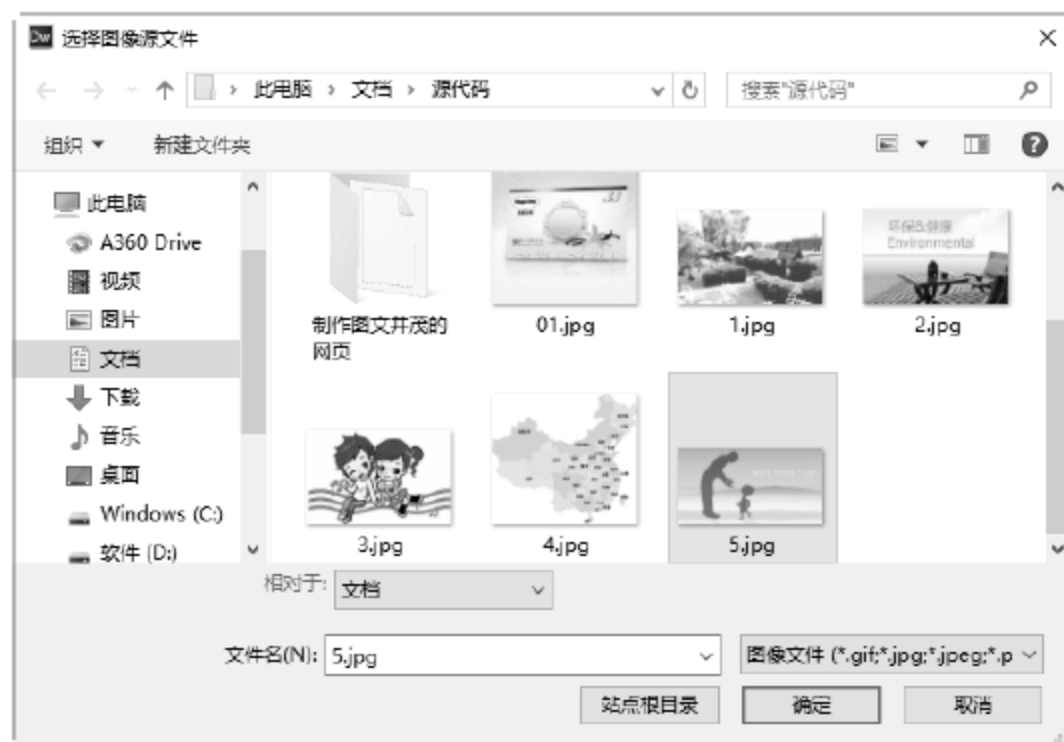 Dw 选择图像源文件
此电脑 › 文档 › 源代码
搜索"源代码"
组织 新建文件夹
此电脑
A360 Drive
视频
图片
文档
下载
音乐
桌面
Windows (C:)
软件 (D:)
环保&健康
Environmental
制作图文并茂的
网页
01.jpg
1.jpg
2.jpg
3.jpg
4.jpg
5.jpg
相对于: 文档
文件名(N): 5.jpg
图像文件 (*.gif;*.jpg;*.jpeg;*.p
站点根目录
确定
取消